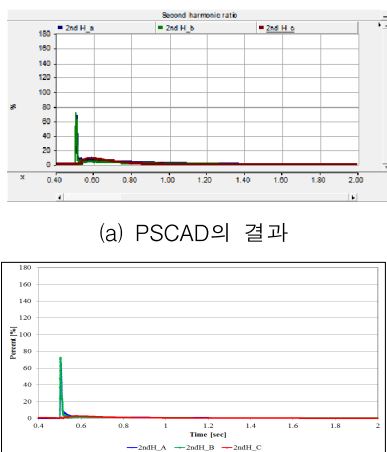 Second harmonic ratio
2nd H_a 2nd H_b 2nd H_c
180
160
140
120
100
80
60
40
20
0
%
x 0.40 0.60 0.80 1.00 1.20 1.40 1.60 1.80 2.00
(a) PSCAD의 결과
180
160
140
120
100
80
60
40
20
0
Percent [%]
0.4 0.6 0.8 1 1.2 1.4 1.6 1.8 2
Time [sec]
2ndH_A 2ndH_B 2ndH_C